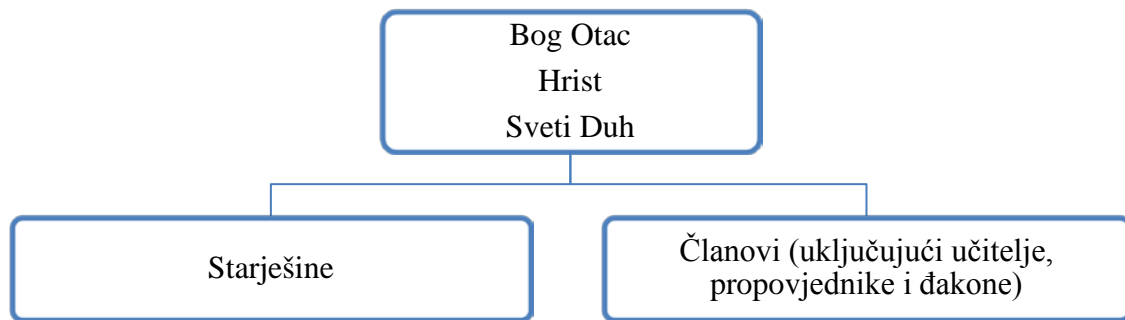 Bog Otac
Hrist
Sveti Duh
Starješine
Članovi (uključujući učitelje,
propovjednike i đakone)